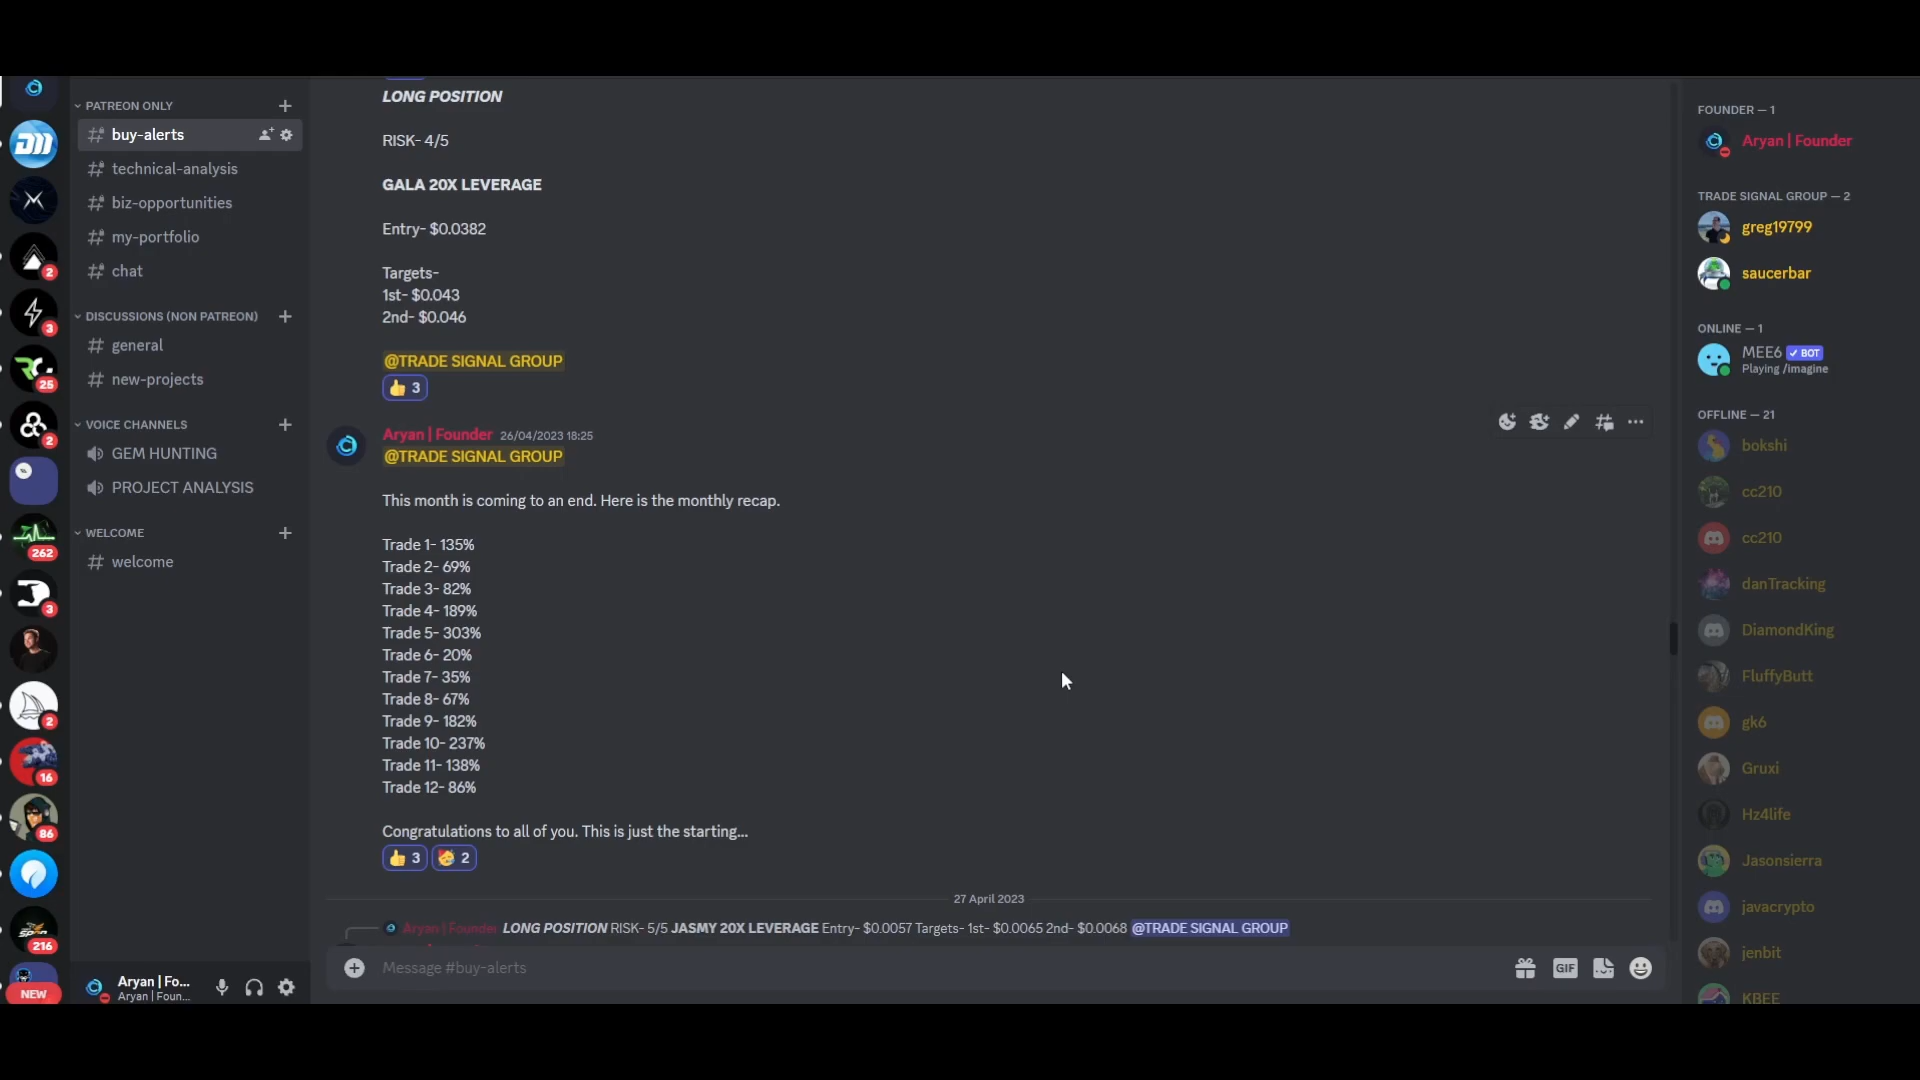 PATREON ONLY
buy-alerts
technical-analysis
biz-opportunities
my-portfolio
chat
DISCUSSIONS (NON PATREON)
general
new-projects
VOICE CHANNELS
GEM HUNTING
PROJECT ANALYSIS
WELCOME
welcome
2
3
25
2
262
3
2
16
86
216
NEW
Aryan | Fo...
Aryan | Foun...
LONG POSITION
RISK- 4/5
GALA 20X LEVERAGE
Entry- $0.0382
Targets-
1st- $0.043
2nd- $0.046
@TRADE SIGNAL GROUP
3
Aryan | Founder 26/04/2023 18:25
@TRADE SIGNAL GROUP
This month is coming to an end. Here is the monthly recap.
Trade 1- 135%
Trade 2- 69%
Trade 3- 82%
Trade 4- 189%
Trade 5- 303%
Trade 6- 20%
Trade 7- 35%
Trade 8- 67%
Trade 9- 182%
Trade 10- 237%
Trade 11- 138%
Trade 12- 86%
Congratulations to all of you. This is just the starting...
3 2
27 April 2023
Aryan | Founder LONG POSITION RISK- 5/5 JASMY 20X LEVERAGE Entry- $0.0057 Targets- 1st- $0.0065 2nd- $0.0068 @TRADE SIGNAL GROUP
Message #buy-alerts
GIF
FOUNDER — 1
Aryan | Founder
TRADE SIGNAL GROUP — 2
greg19799
saucerbar
ONLINE — 1
MEE6 BOT
Playing /imagine
OFFLINE — 21
bokshi
cc210
cc210
danTracking
DiamondKing
FluffyButt
gk6
Gruxi
Hz4life
Jasonsierra
javacrypto
jenbit
KBEE